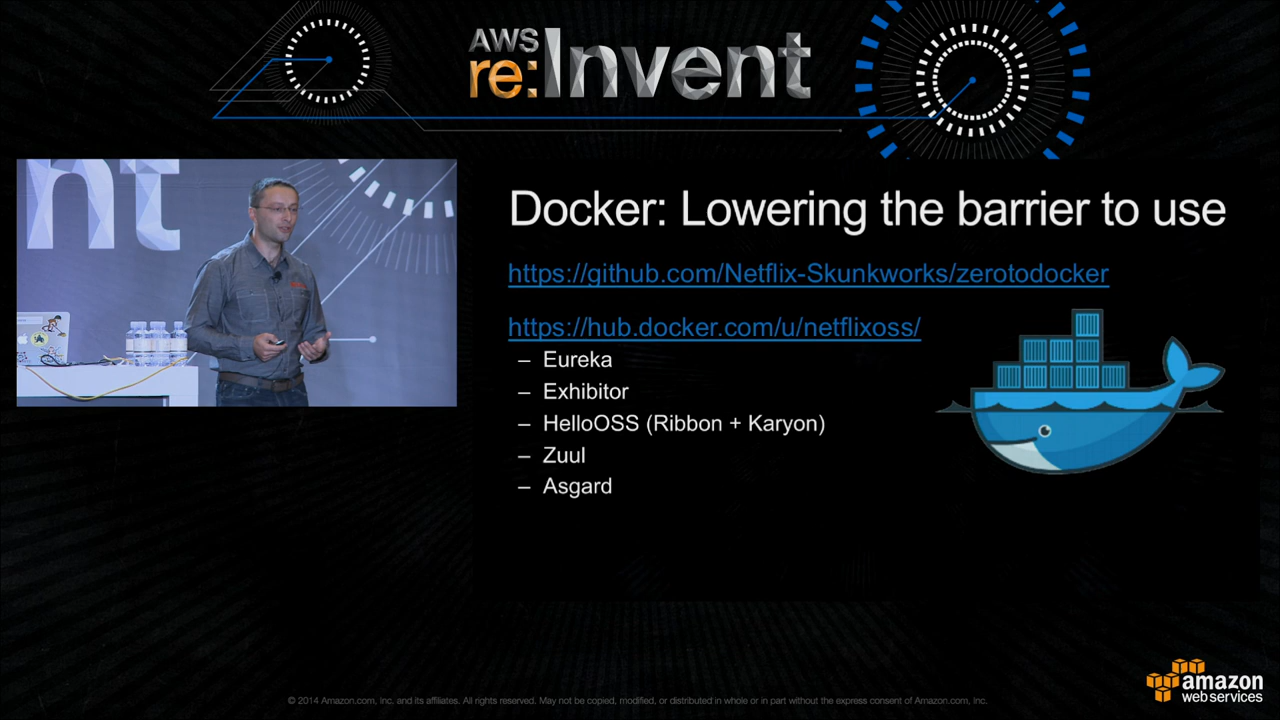 AWS
re:Invent
nt
Docker: Lowering the barrier to use
https://github.com/Netflix-Skunkworks/zerotodocker
https://hub.docker.com/u/netflixoss/
– Eureka
– Exhibitor
– HelloOSS (Ribbon + Karyon)
– Zuul
– Asgard
© 2014 Amazon.com, Inc. and its affiliates. All rights reserved. May not be copied, modified, or distributed in whole or in part without the express consent of Amazon.com, Inc.
amazon
web services